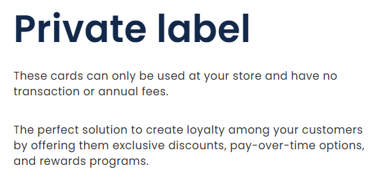 Private label
These cards can only be used at your store and have no
transaction or annual fees.
The perfect solution to create loyalty among your customers
by offering them exclusive discounts, pay-over-time options,
and rewards programs.